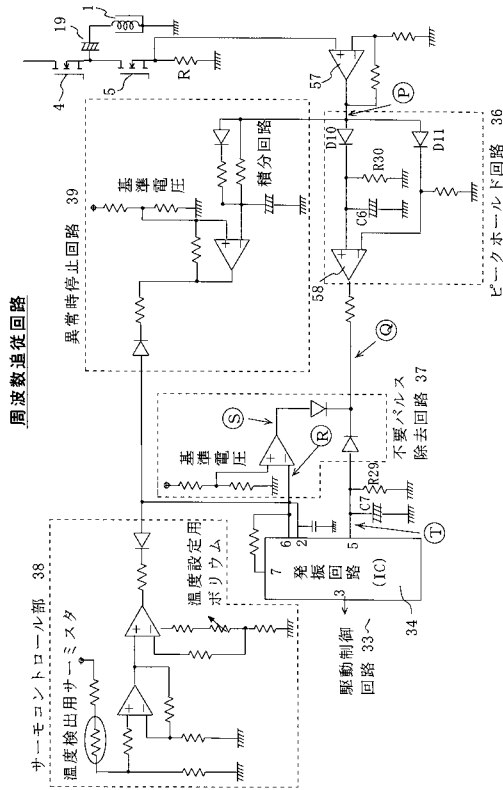 周波数追従回路
サーモコントロール部 38
温度検出用サーミスタ
温度設定用
ボリウム
異常時停止回路 39
基準電圧
積分回路
基準電圧
不要パルス
除去回路 37
ピークホールド回路 36
発振回路
(IC)
34
駆動制御
回路 33へ
7
6
2
5
3
R29
C7
R30
C6
D10
D11
57
58
P
Q
R
S
T
R
1
4
5
19
+
−
+
−
+
−
+
−
+
−
+
−